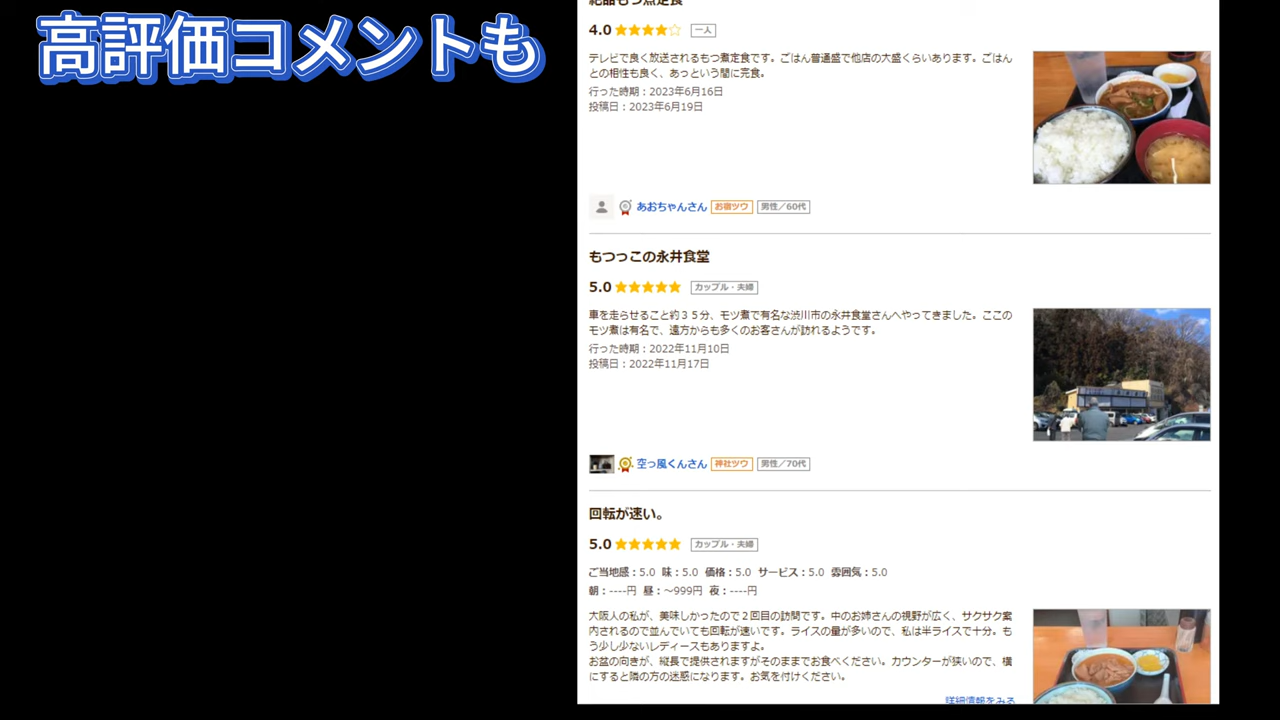 高評価コメントも
絶品もつ煮定食
4.0 ★★★★☆ 一人
テレビで良く放送されるもつ煮定食です。ごはん普通盛で他店の大盛くらいあります。ごはん
との相性も良く、あっという間に完食。
行った時期：2023年6月16日
投稿日：2023年6月19日
あおちゃんさん お宿ツウ 男性／60代
もつっこの永井食堂
5.0 ★★★★★ カップル・夫婦
車を走らせること約３５分、モツ煮で有名な渋川市の永井食堂さんへやってきました。ここの
モツ煮は有名で、遠方からも多くのお客さんが訪れるようです。
行った時期：2022年11月10日
投稿日：2022年11月17日
空っ風くんさん 神社ツウ 男性／70代
回転が速い。
5.0 ★★★★★ カップル・夫婦
ご当地感：5.0 味：5.0 価格：5.0 サービス：5.0 雰囲気：5.0
朝：----円 昼：～999円 夜：----円
大阪人の私が、美味しかったので２回目の訪問です。中のお姉さんの視野が広く、サクサク案
内されるので並んでいても回転が速いです。ライスの量が多いので、私は半ライスで十分。も
う少し少ないレディースもありますよ。
お盆の向きが、縦長で提供されますがそのままでお食べください。カウンターが狭いので、横
にすると隣の方の迷惑になります。お気を付けください。
詳細情報をみる